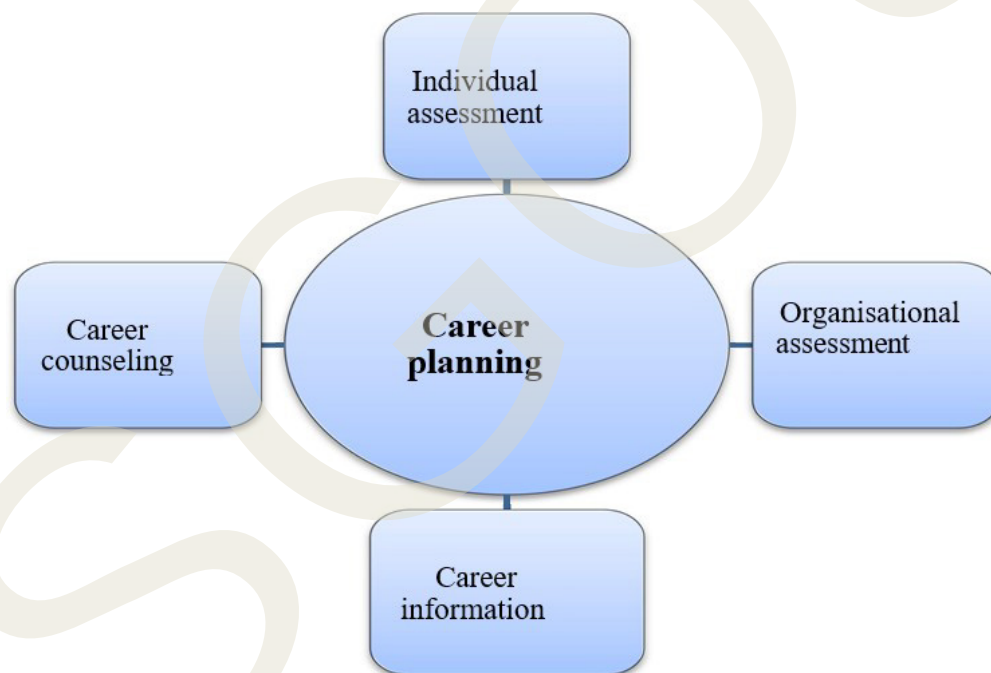 Individual
assessment
Career
counseling
Career
planning
Organisational
assessment
Career
information